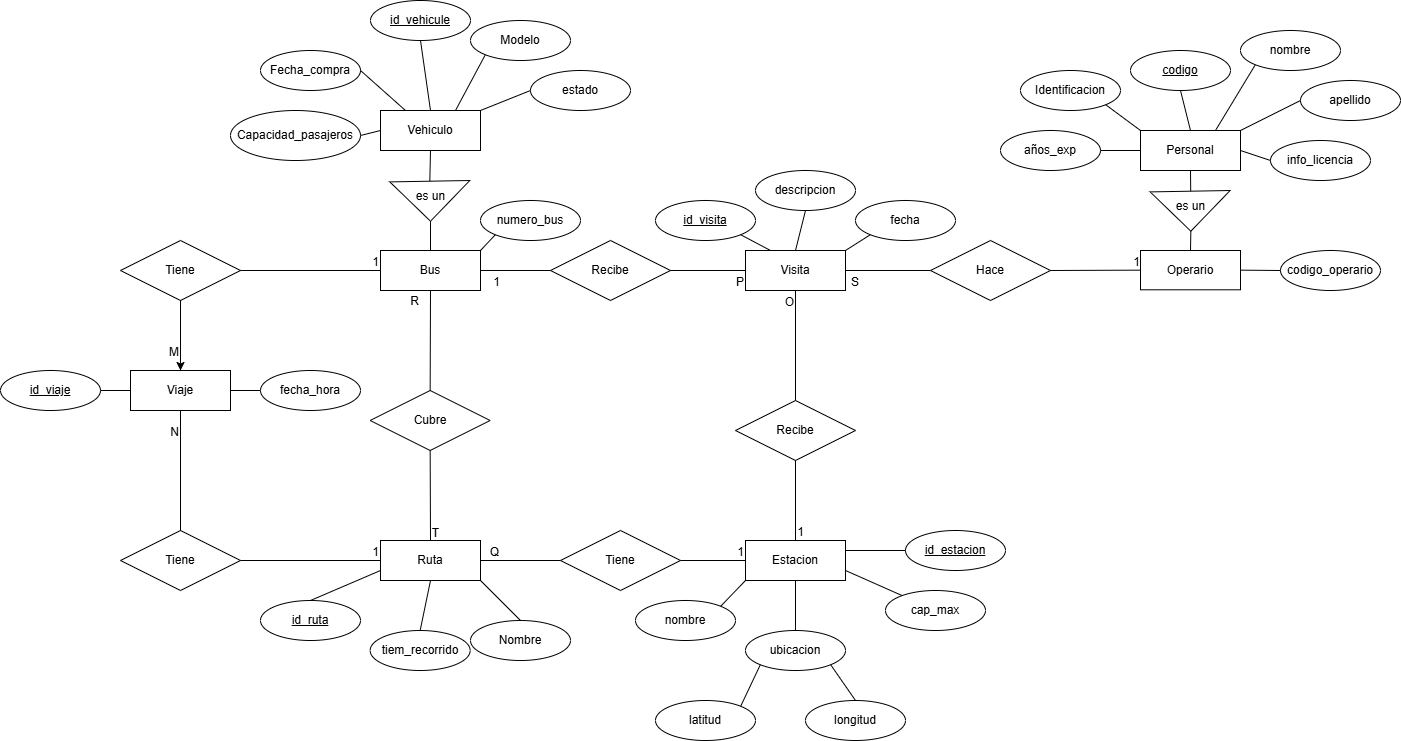 id_vehicule
Modelo
nombre
Fecha_compra
codigo
estado
Identificacion
apellido
Capacidad_pasajeros
Vehiculo
años_exp
Personal
info_licencia
descripcion
es un
es un
numero_bus
id_visita
fecha
Tiene
1
Bus
1
Recibe
P
Visita
S
Hace
1
Operario
codigo_operario
R
O
M
id_viaje
Viaje
fecha_hora
N
Cubre
Recibe
T
1
Tiene
1
Ruta
Q
Tiene
1
Estacion
id_estacion
id_ruta
nombre
cap_max
tiem_recorrido
Nombre
ubicacion
latitud
longitud